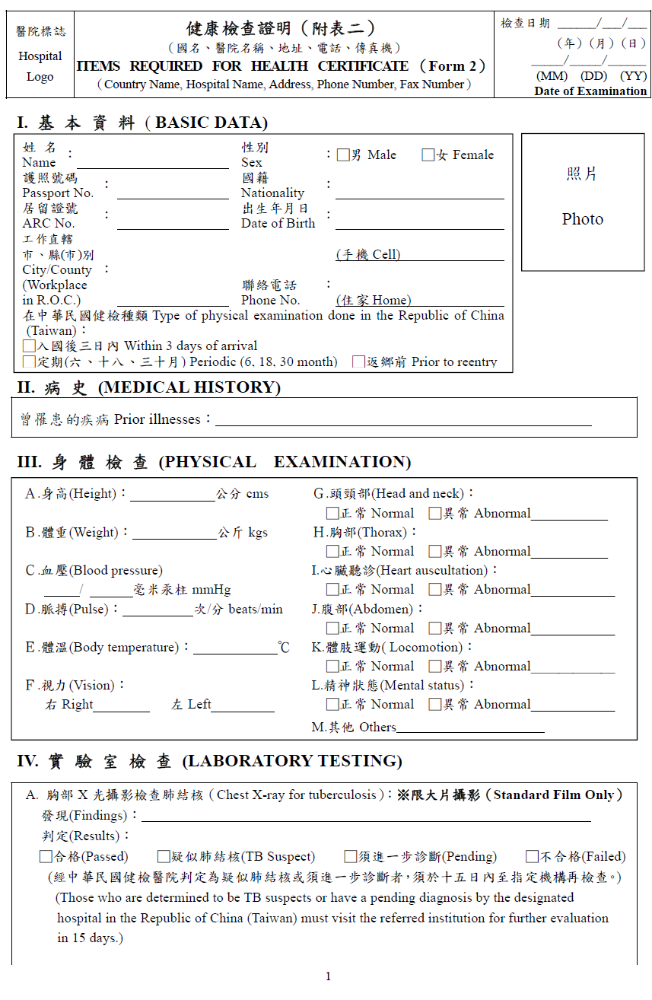 醫院標誌
Hospital
Logo
健康檢查證明（附表二）
（國名、醫院名稱、地址、電話、傳真機）
ITEMS REQUIRED FOR HEALTH CERTIFICATE（Form 2）
（Country Name, Hospital Name, Address, Phone Number, Fax Number）
檢查日期 ______/___/___
（年）（月）（日）
_____/_____/______
(MM) (DD) (YY)
Date of Examination
I. 基 本 資 料 ( BASIC DATA)
姓 名
Name ：
性別
Sex ：□男 Male □女 Female
護照號碼
Passport No. ：
國籍
Nationality ：
居留證號
ARC No. ：
出生年月日
Date of Birth ：
工作直轄
市、縣(市)別
City/County ：
(Workplace
in R.O.C.)
(手機 Cell)
聯絡電話 ：
Phone No. (住家 Home)
在中華民國健檢種類 Type of physical examination done in the Republic of China
(Taiwan)：
□入國後三日內 Within 3 days of arrival
□定期(六、十八、三十月) Periodic (6, 18, 30 month) □返鄉前 Prior to reentry
照片
Photo
II. 病 史 (MEDICAL HISTORY)
曾罹患的疾病 Prior illnesses：
III. 身 體 檢 查 (PHYSICAL EXAMINATION)
A.身高(Height)：____________公分 cms
B.體重(Weight)：____________公斤 kgs
C.血壓(Blood pressure)
_____/ ______毫米汞柱 mmHg
D.脈搏(Pulse)：__________次/分 beats/min
E.體溫(Body temperature)：____________℃
F.視力(Vision)：
右 Right________ 左 Left_________
G.頭頸部(Head and neck)：
□正常 Normal □異常 Abnormal___________
H.胸部(Thorax)：
□正常 Normal □異常 Abnormal___________
I.心臟聽診(Heart auscultation)：
□正常 Normal □異常 Abnormal____________
J.腹部(Abdomen)：
□正常 Normal □異常 Abnormal____________
K.體肢運動( Locomotion)：
□正常 Normal □異常 Abnormal____________
L.精神狀態(Mental status)：
□正常 Normal □異常 Abnormal____________
M.其他 Others_____________________
IV. 實 驗 室 檢 查 (LABORATORY TESTING)
A. 胸部 X 光攝影檢查肺結核（Chest X-ray for tuberculosis）：※限大片攝影（Standard Film Only）
發現(Findings)：
判定(Results)：
□合格(Passed) □疑似肺結核(TB Suspect) □須進一步診斷(Pending) □不合格(Failed)
(經中華民國健檢醫院判定為疑似肺結核或須進一步診斷者，須於十五日內至指定機構再檢查。)
(Those who are determined to be TB suspects or have a pending diagnosis by the designated
hospital in the Republic of China (Taiwan) must visit the referred institution for further evaluation
in 15 days.)
1